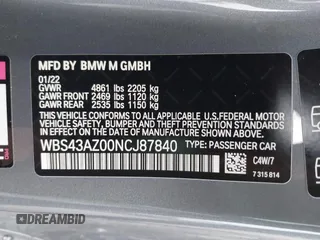 MFD BY BMW M GMBH
01/22
GVWR 4861 lbs 2205 kg
GAWR FRONT 2469 lbs 1120 kg
GAWR REAR 2535 lbs 1150 kg
THIS VEHICLE CONFORMS TO ALL APPLICABLE U.S. FEDERAL MOTOR
VEHICLE SAFETY, BUMPER, AND THEFT PREVENTION STANDARDS IN
EFFECT ON THE DATE OF MANUFACTURE SHOWN ABOVE.
WBS43AZ00NCJ87840 TYPE: PASSENGER CAR
C4W/7
7 315 814
DREAMBID